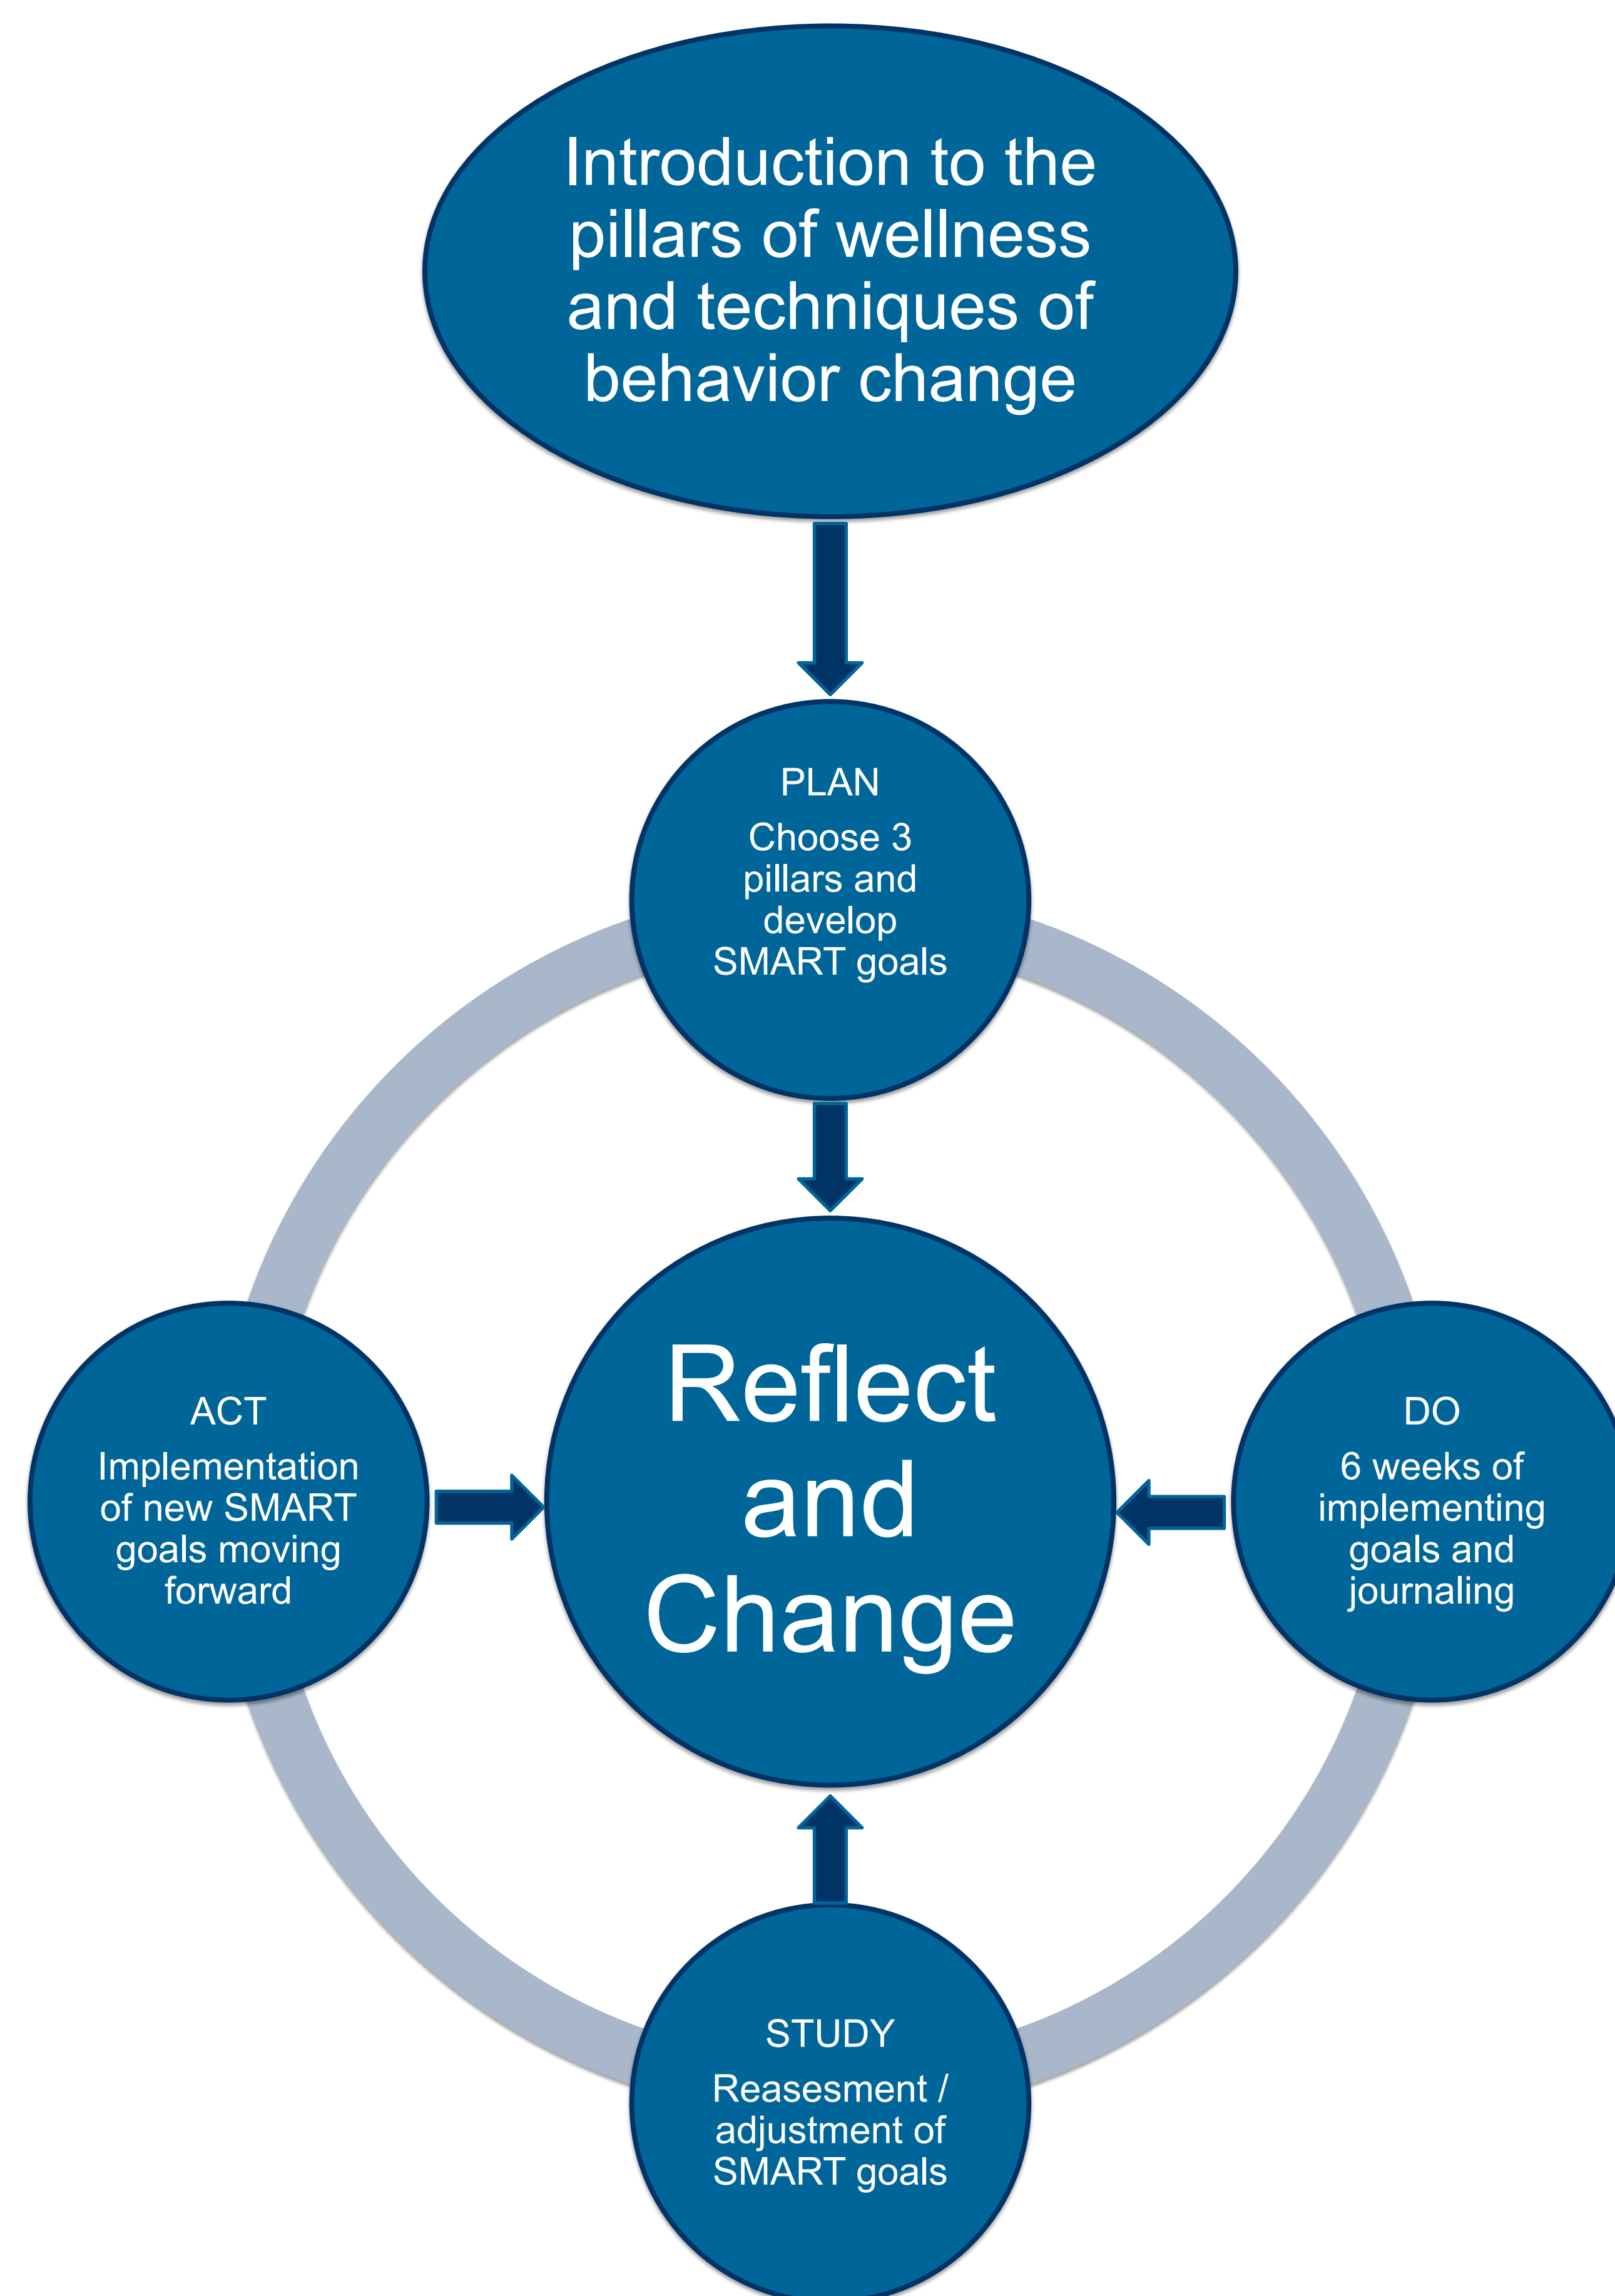 Introduction to the
pillars of wellness
and techniques of
behavior change
PLAN
Choose 3
pillars and
develop
SMART goals
Reflect
and
Change
ACT
Implementation
of new SMART
goals moving
forward
DO
6 weeks of
implementing
goals and
journaling
STUDY
Reasesment /
adjustment of
SMART goals